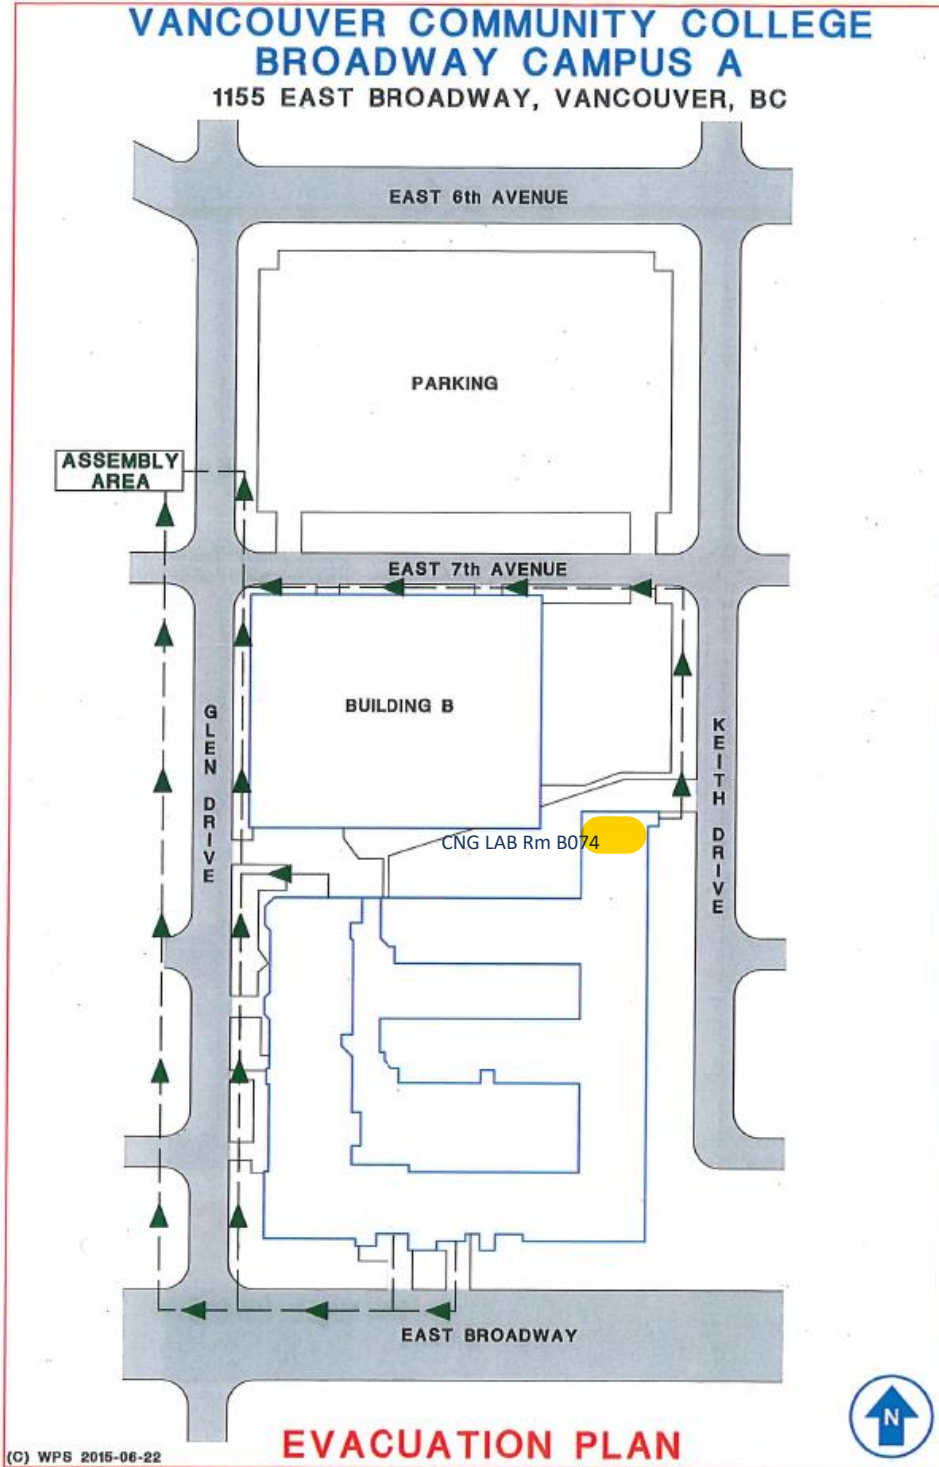 VANCOUVER COMMUNITY COLLEGE
BROADWAY CAMPUS A
1155 EAST BROADWAY, VANCOUVER, BC
EAST 6th AVENUE
PARKING
ASSEMBLY
AREA
EAST 7th AVENUE
BUILDING B
GLEN DRIVE
KEITH DRIVE
CNG LAB Rm B074
EAST BROADWAY
N
EVACUATION PLAN
(C) WPS 2015-06-22